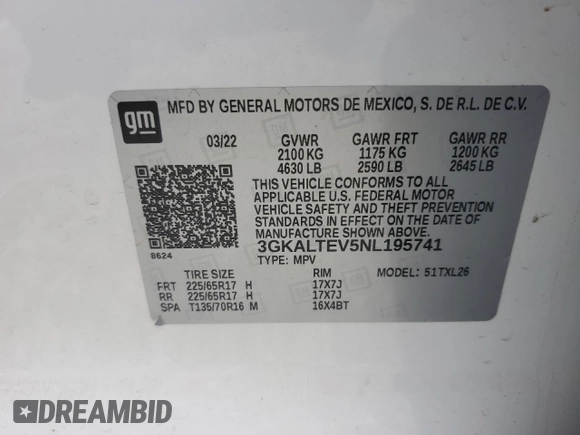 gm
MFD BY GENERAL MOTORS DE MEXICO, S. DE R.L. DE C.V.
03/22 GVWR GAWR FRT GAWR RR
2100 KG 1175 KG 1200 KG
4630 LB 2590 LB 2645 LB
THIS VEHICLE CONFORMS TO ALL
APPLICABLE U.S. FEDERAL MOTOR
VEHICLE SAFETY AND THEFT PREVENTION
STANDARDS IN EFFECT ON THE DATE OF
MANUFACTURE SHOWN ABOVE.
3GKALTEV5NL195741
8624
TYPE: MPV
TIRE SIZE RIM MODEL: 51TXL26
FRT 225/65R17 H 17X7J
RR 225/65R17 H 17X7J
SPA T135/70R16 M 16X4BT
DREAMBID